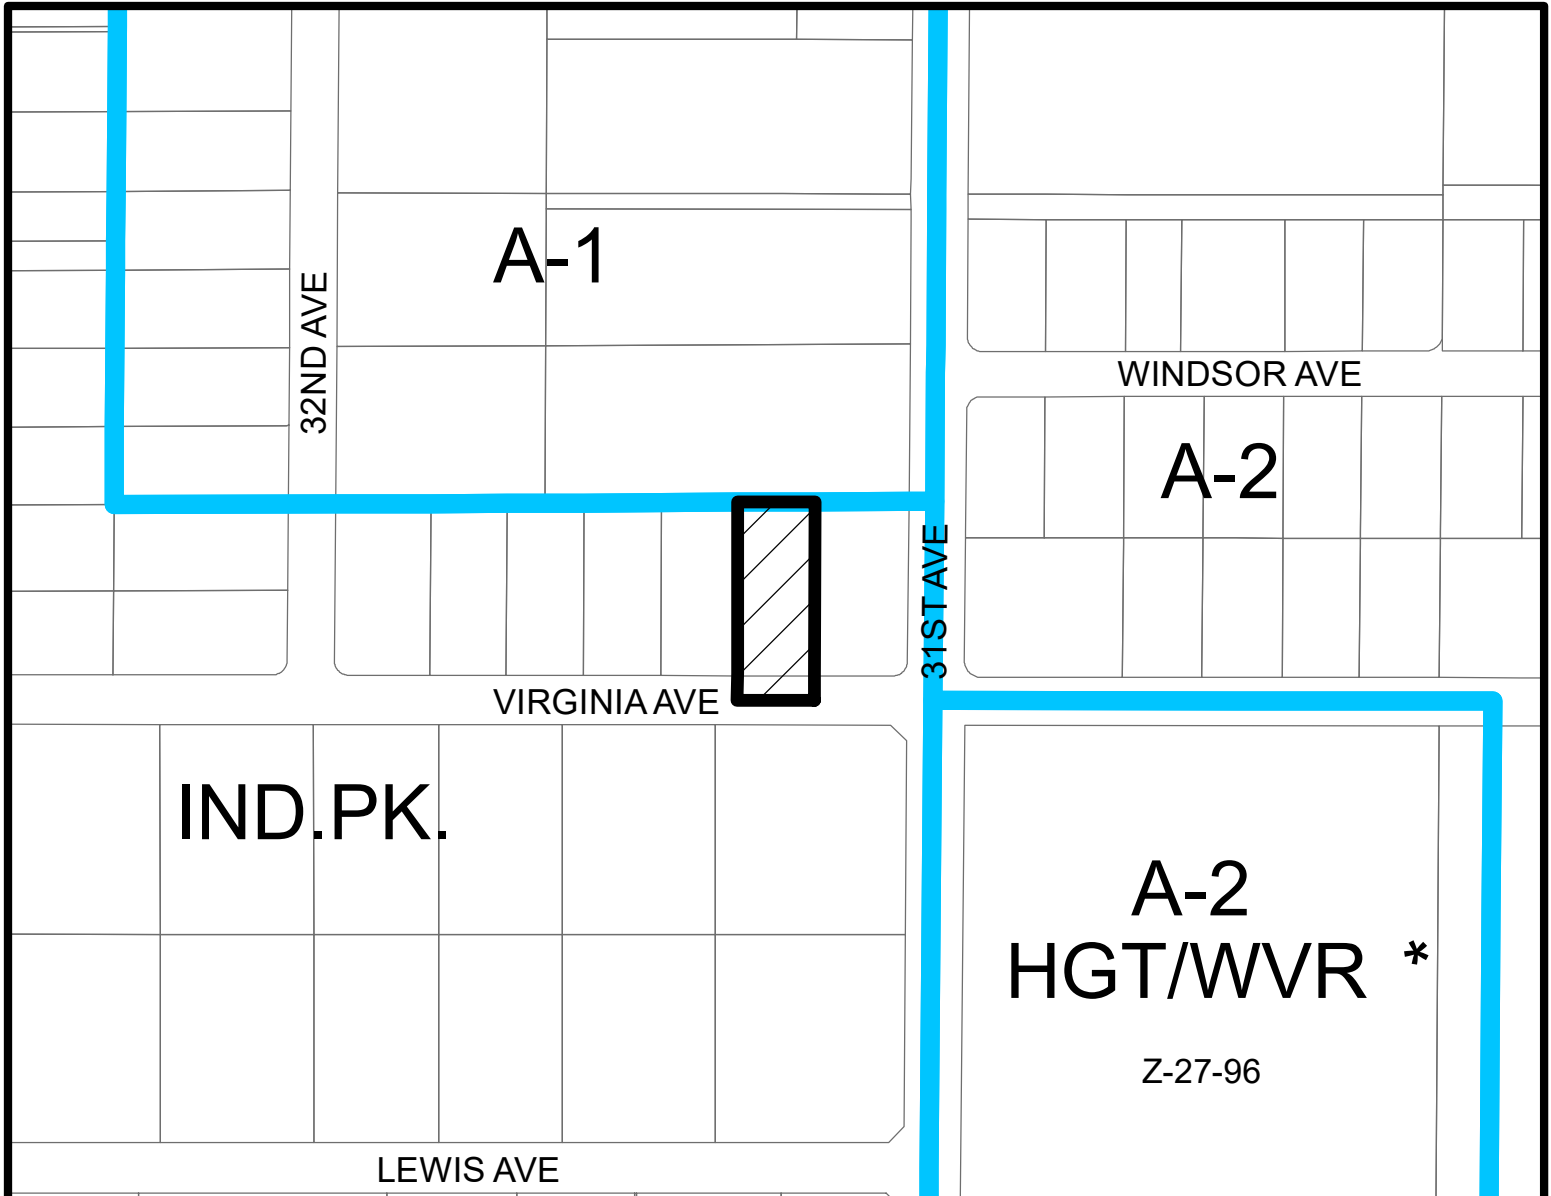 A-1
32ND AVE
WINDSOR AVE
A-2
31ST AVE
VIRGINIA AVE
IND.PK.
A-2
HGT/WVR *
Z-27-96
LEWIS AVE